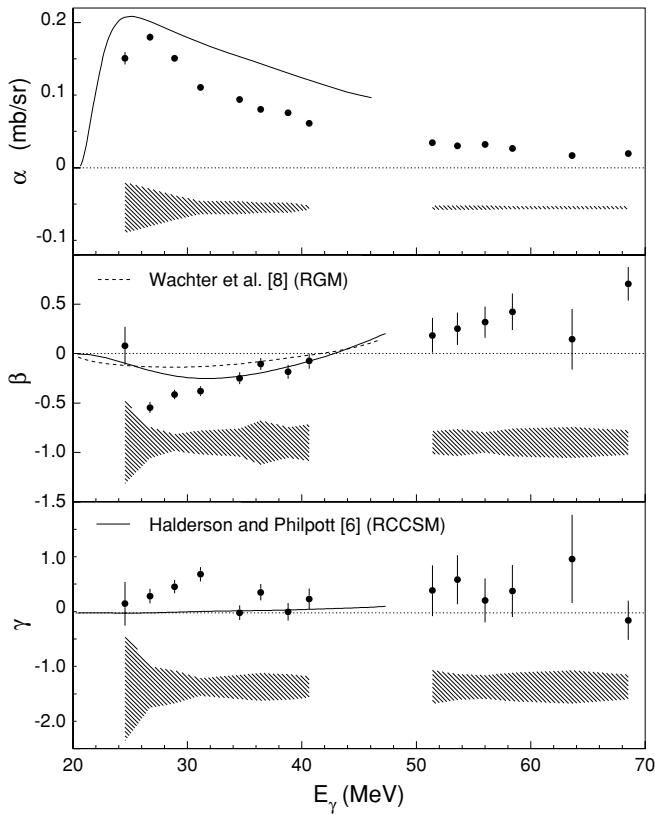 0.2
0.1
0
-0.1
α (mb/sr)
Wachter et al. [8] (RGM)
0.5
0
-0.5
-1.0
-1.5
β
Halderson and Philpott [6] (RCCSM)
1.0
0
-1.0
-2.0
γ
20 30 40 50 60 70
Eγ (MeV)